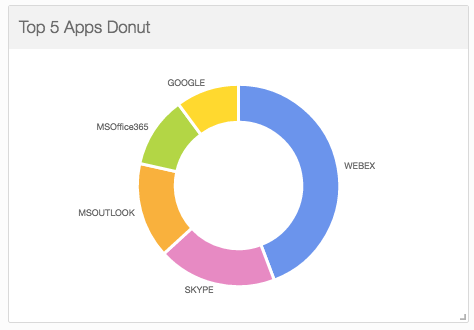 Top 5 Apps Donut
GOOGLE
MSOffice365
WEBEX
MSOUTLOOK
SKYPE